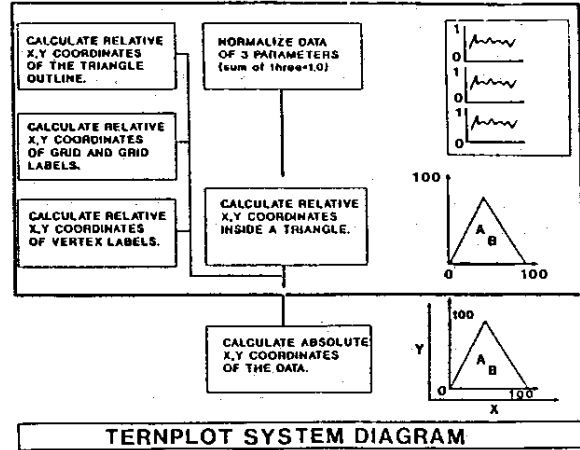 CALCULATE RELATIVE
X,Y COORDINATES
OF THE TRIANGLE
OUTLINE.
NORMALIZE DATA
OF 3 PARAMETERS
(sum of three=1.0)
CALCULATE RELATIVE
X,Y COORDINATES
OF GRID AND GRID
LABELS.
CALCULATE RELATIVE
X,Y COORDINATES
OF VERTEX LABELS.
CALCULATE RELATIVE
X,Y COORDINATES
INSIDE A TRIANGLE.
CALCULATE ABSOLUTE
X,Y COORDINATES
OF THE DATA.
1
0
1
0
1
0
100
A
B
0
100
100
Y
A
B
0
100
X
TERNPLOT SYSTEM DIAGRAM